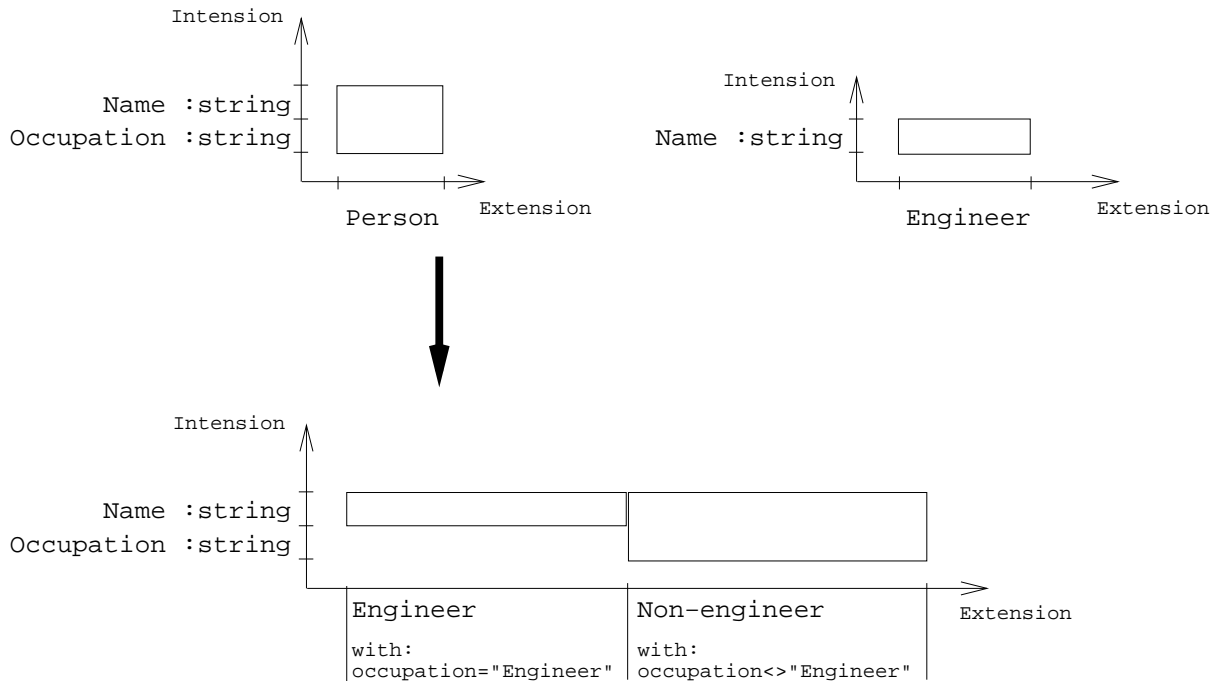 Intension
Name :string
Occupation :string
Extension
Person
Intension
Name :string
Extension
Engineer
Intension
Name :string
Occupation :string
Engineer
Non-engineer
Extension
with:
occupation="Engineer"
with:
occupation<>"Engineer"